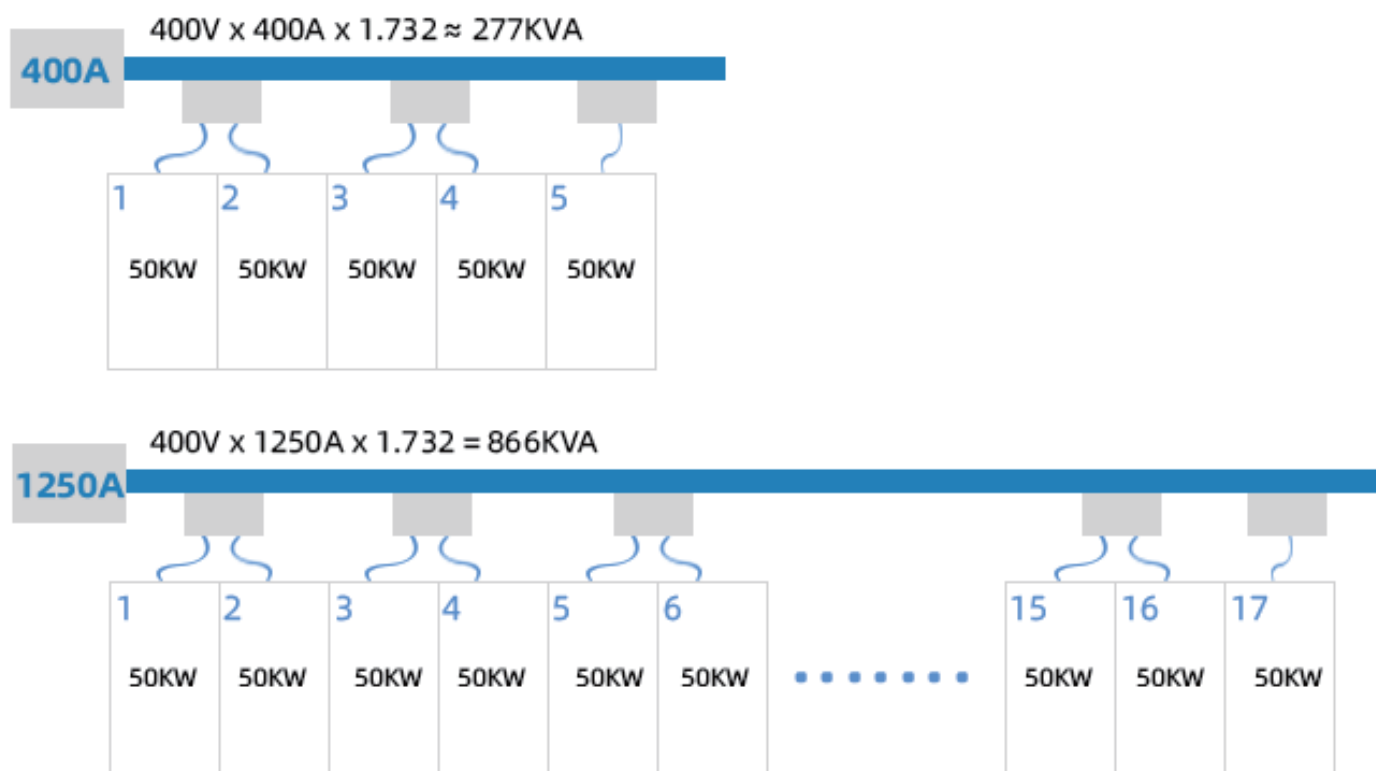 400V x 400A x 1.732 ≈ 277KVA
400A
1 2 3 4 5
50KW 50KW 50KW 50KW 50KW
400V x 1250A x 1.732 = 866KVA
1250A
1 2 3 4 5 6 15 16 17
50KW 50KW 50KW 50KW 50KW 50KW 50KW 50KW 50KW